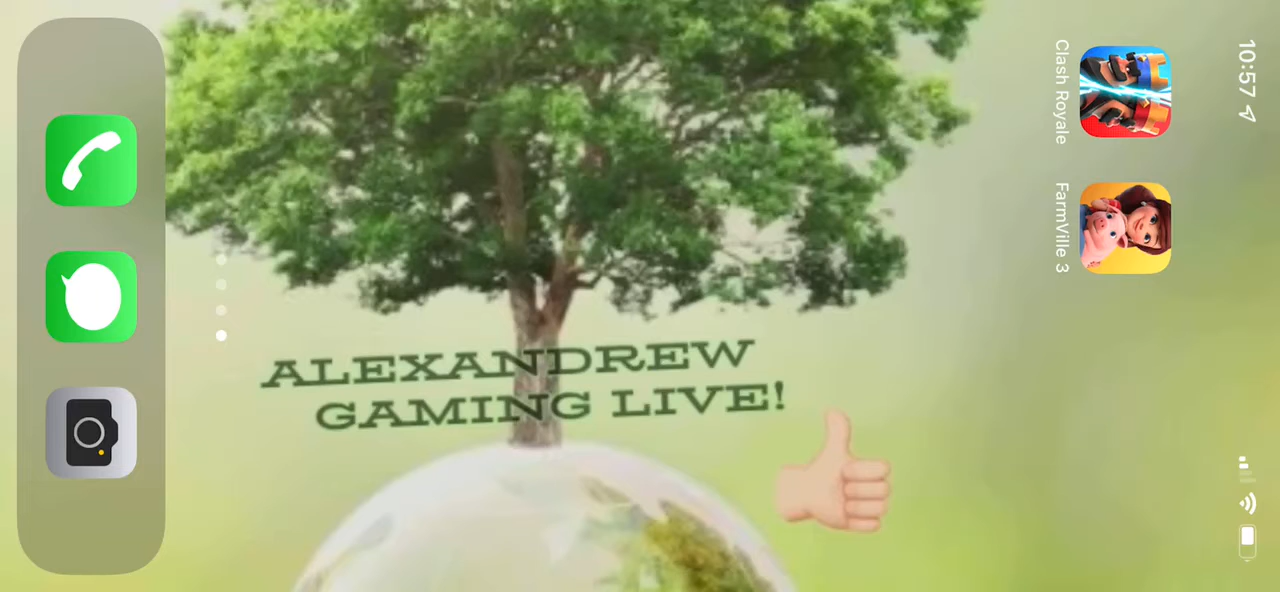 10:57
Clash Royale
FarmVille 3
ALEXANDREW
GAMING LIVE!